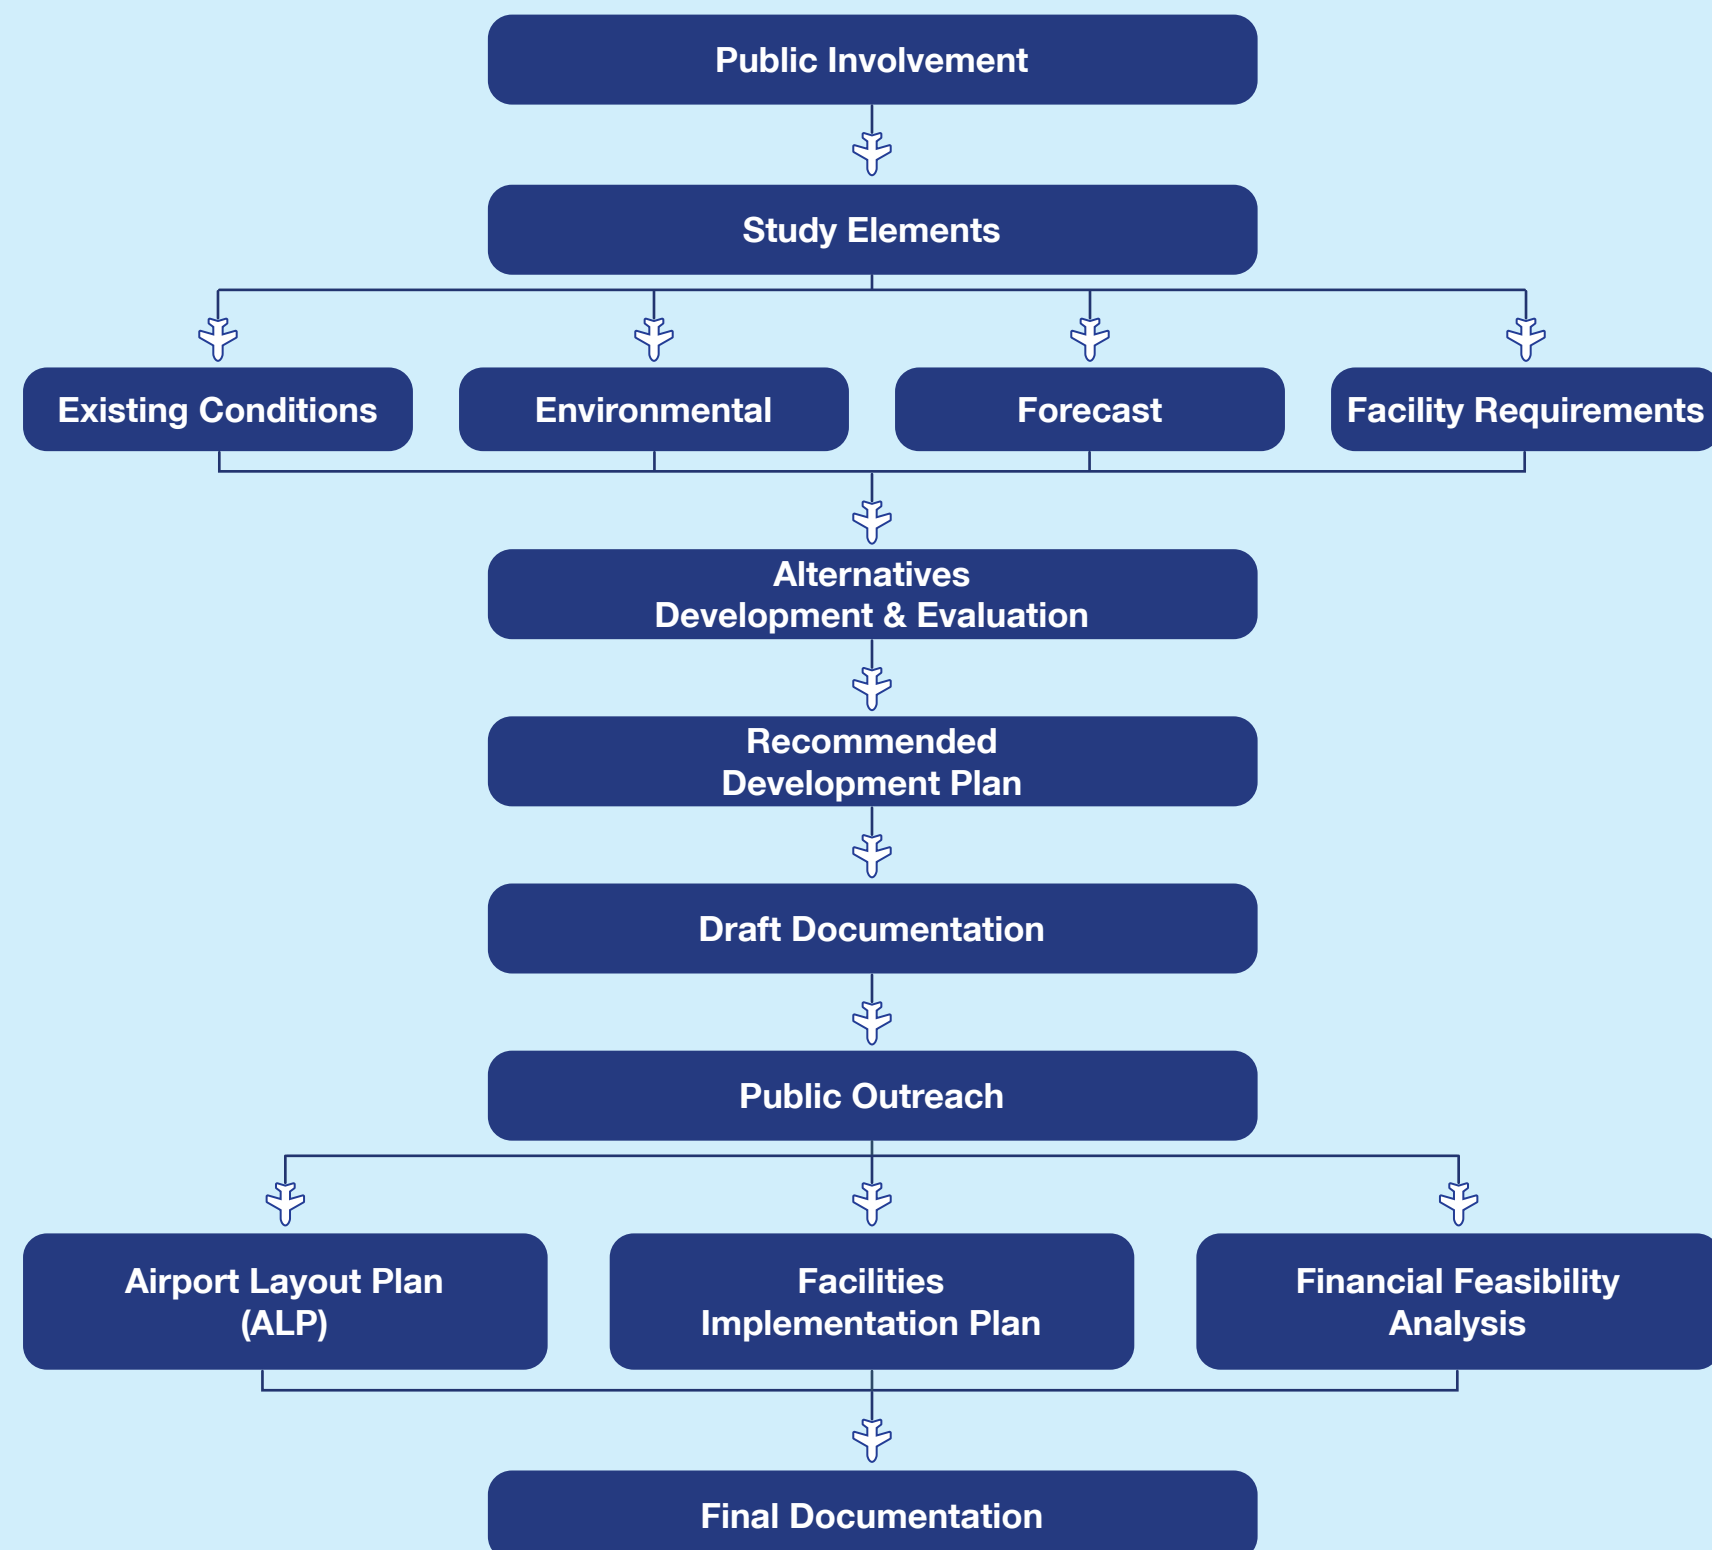 Public Involvement
Study Elements
Existing Conditions
Environmental
Forecast
Facility Requirements
Alternatives
Development & Evaluation
Recommended
Development Plan
Draft Documentation
Public Outreach
Airport Layout Plan
(ALP)
Facilities
Implementation Plan
Financial Feasibility
Analysis
Final Documentation